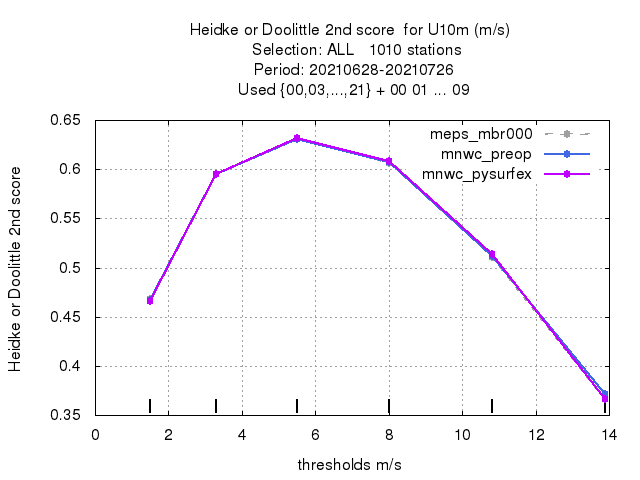 Heidke or Doolittle 2nd score  for U10m (m/s)
Selection: ALL   1010 stations
Period: 20210628-20210726
Used {00,03,...,21} + 00 01 ... 09
meps_mbr000
mnwc_preop
mnwc_pysurfex
Heidke or Doolittle 2nd score
0.65
0.6
0.55
0.5
0.45
0.4
0.35
0 2 4 6 8 10 12 14
thresholds m/s